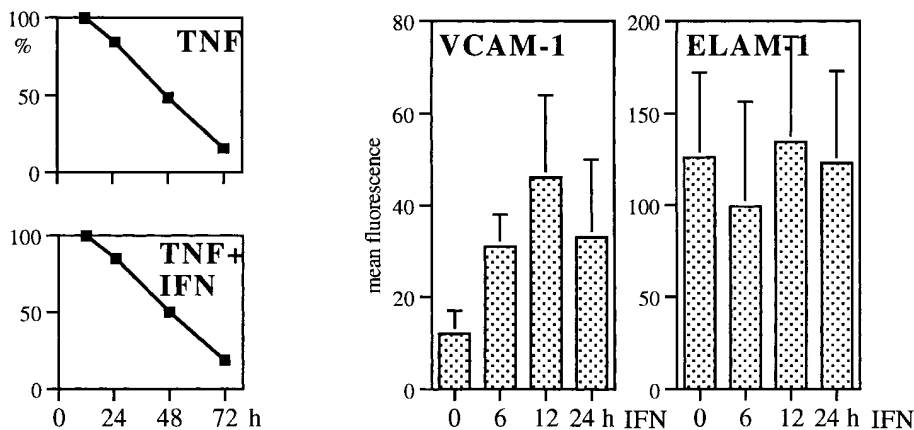 100
%
TNF
50
0
100
TNF+
IFN
50
0
0 24 48 72 h
mean fluorescence
80
VCAM-1
60
40
20
0
0 6 12 24 h IFN
200
ELAM-1
150
100
50
0
0 6 12 24 h IFN